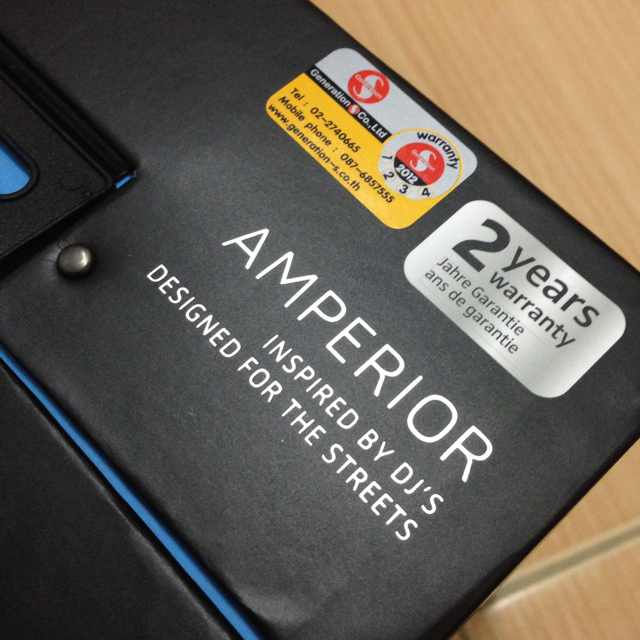 Generation S Co.,Ltd
Tel : 02-2740665
Mobile phone : 087-6857555
www.generation-s.co.th
warranty
2012
1 2 3 4
2 years
warranty
Jahre Garantie
ans de garantie
AMPERIOR
INSPIRED BY DJ'S
DESIGNED FOR THE STREETS